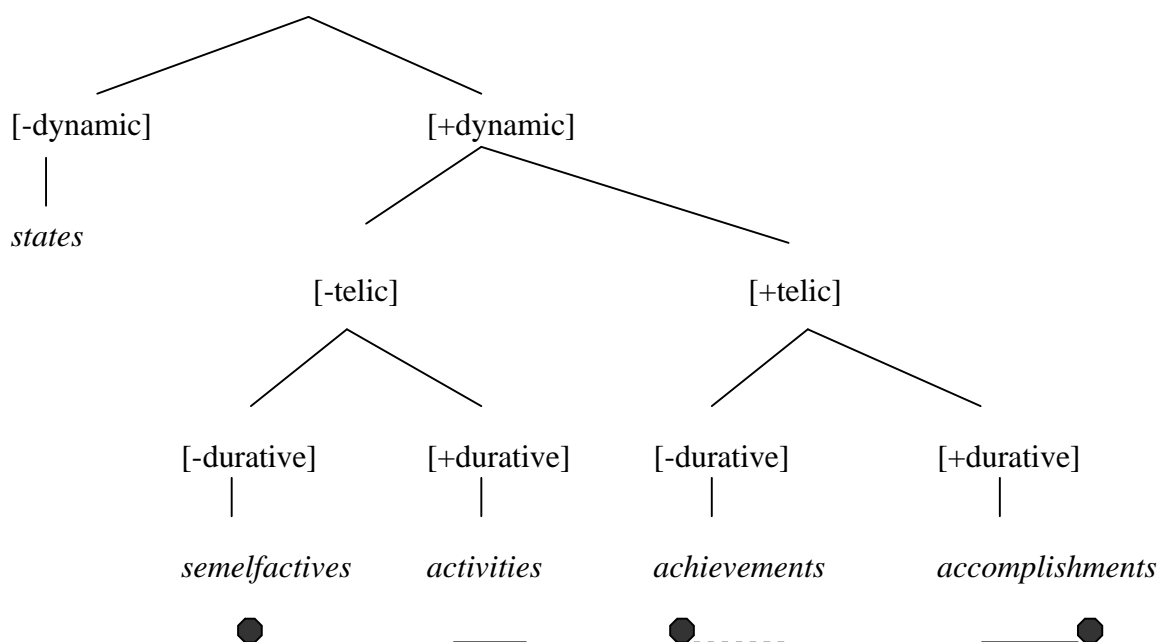 [-dynamic] [+dynamic]
states
[-telic] [+telic]
[-durative] [+durative] [-durative] [+durative]
semelfactives activities achievements accomplishments